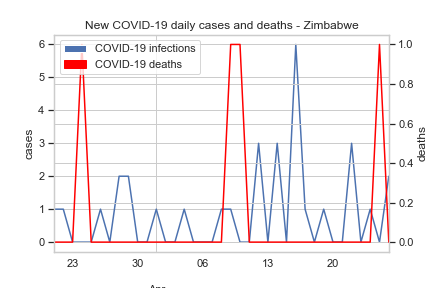 New COVID-19 daily cases and deaths - Zimbabwe
COVID-19 infections
COVID-19 deaths
cases
6
5
4
3
2
1
0
deaths
1.0
0.8
0.6
0.4
0.2
0.0
23 30 06 13 20